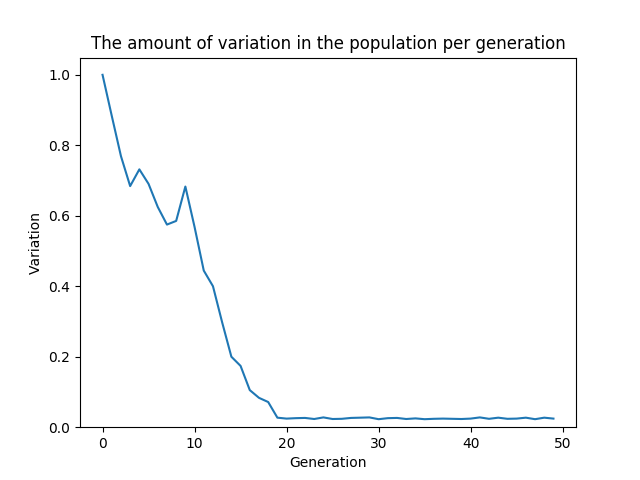 The amount of variation in the population per generation
1.0
0.8
0.6
0.4
0.2
0.0
Variation
0 10 20 30 40 50
Generation